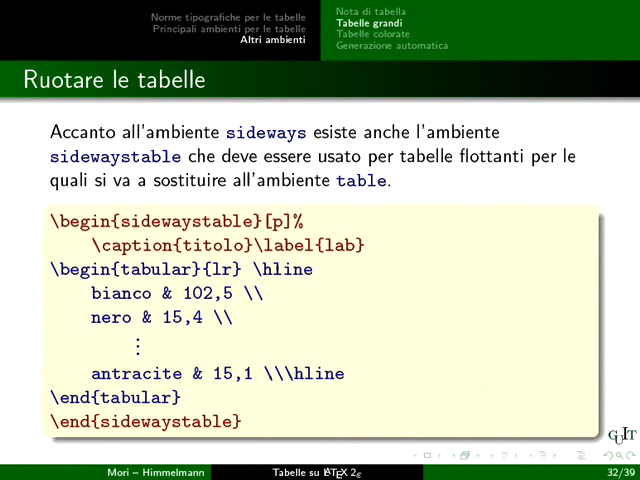 Norme tipografiche per le tabelle
Principali ambienti per le tabelle
Altri ambienti
Nota di tabella
Tabelle grandi
Tabelle colorate
Generazione automatica
Ruotare le tabelle
Accanto all'ambiente sideways esiste anche l'ambiente
sidewaystable che deve essere usato per tabelle flottanti per le
quali si va a sostituire all'ambiente table.
\begin{sidewaystable}[p]%
\caption{titolo}\label{lab}
\begin{tabular}{lr} \hline
bianco & 102,5 \\
nero & 15,4 \\
⋮
antracite & 15,1 \\\hline
\end{tabular}
\end{sidewaystable}
GUIT
Mori – Himmelmann
Tabelle su LATEX 2ε
32/39